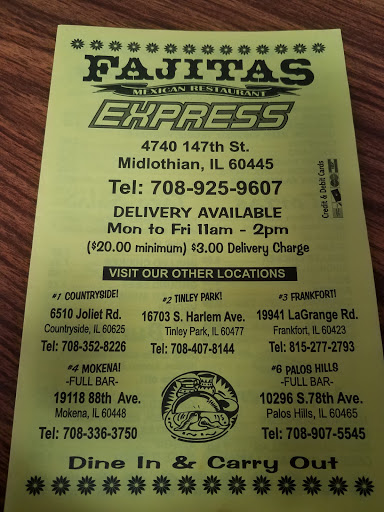 FAJITAS
MEXICAN RESTAURANT
EXPRESS
4740 147th St.
Midlothian, IL 60445
Tel: 708-925-9607
DELIVERY AVAILABLE
Mon to Fri 11am - 2pm
($20.00 minimum) $3.00 Delivery Charge
Credit & Debit Cards
VISIT OUR OTHER LOCATIONS
#1 COUNTRYSIDE!
6510 Joliet Rd.
Countryside, IL 60625
Tel: 708-352-8226
#2 TINLEY PARK!
16703 S. Harlem Ave.
Tinley Park, IL 60477
Tel: 708-407-8144
#3 FRANKFORT!
19941 LaGrange Rd.
Frankfort, IL 60423
Tel: 815-277-2793
#4 MOKENA!
-FULL BAR-
19118 88th Ave.
Mokena, IL 60448
Tel: 708-336-3750
#6 PALOS HILLS
-FULL BAR-
10296 S.78th Ave.
Palos Hills, IL 60465
Tel: 708-907-5545
Dine In & Carry Out